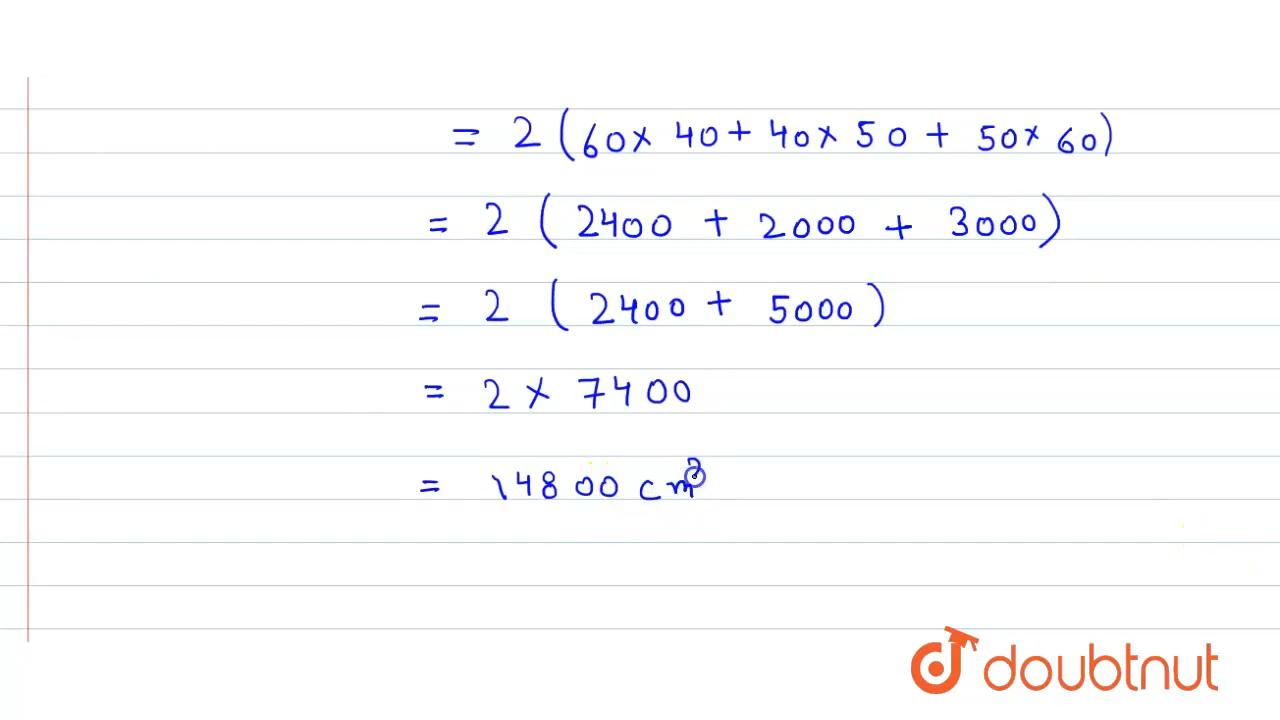 = 2 (60 × 40 + 40 × 50 + 50 × 60)
= 2 (2400 + 2000 + 3000)
= 2 (2400 + 5000)
= 2 × 7400
= 14800 cm²
doubtnut